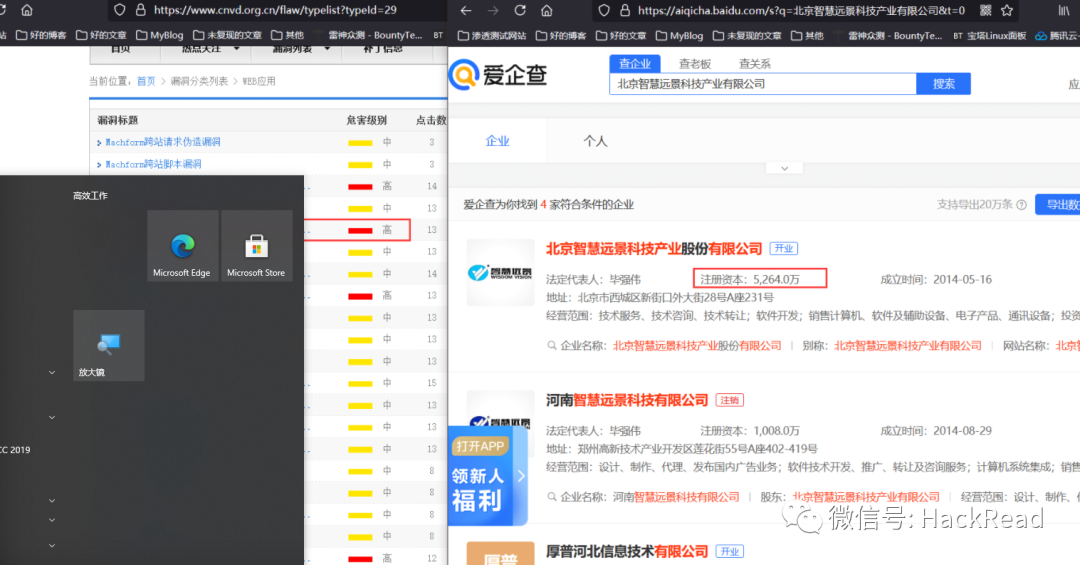 https://www.cnvd.org.cn/flaw/typelist?typeId=29
站 好的博客 好的文章 MyBlog 未复现的文章 其他 雷神众测 - BountyTe... BT
首页 热点关注 漏洞列表 补丁信息
当前位置，首页 > 漏洞分类列表 > WEB应用
漏洞标题 危害级别 点击数
Machform跨站请求伪造漏洞 中 3
Machform跨站脚本漏洞 中 3
.. 高 14
中 13
高 13
中 13
.. 中 14
高 13
中 13
中 13
中 13
.. 中 15
.. 中 13
.. 中 13
.. 中 13
中 8
中 8
.. 中 8
中 8
.. 高 12
高效工作
Microsoft Edge
Microsoft Store
放大镜
CC 2019
https://aiqicha.baidu.com/s?q=北京智慧远景科技产业有限公司&t=0
渗透测试网站 好的博客 好的文章 MyBlog 未复现的文章 其他 雷神众测 - BountyTe... BT 宝塔Linux面板 腾讯云-
爱企查
查企业 查老板 查关系
北京智慧远景科技产业有限公司 搜索
应
企业 个人
爱企查为你找到 4 家符合条件的企业 支持导出20万条 导出数
智慧远景
WISDOM VISION
北京智慧远景科技产业股份有限公司 开业
法定代表人：毕强伟 注册资本：5,264.0万 成立时间：2014-05-16
地址：北京市西城区新街口外大街28号A座231号
经营范围：技术服务、技术咨询、技术转让；软件开发；销售计算机、软件及辅助设备、电子产品、通讯设备；投资
企业名称：北京智慧远景科技产业股份有限公司 | 别称：北京智慧远景科技产业有限公司 | 网站名称：北京
河南智慧远景科技有限公司 注销
法定代表人：毕强伟 注册资本：1,008.0万 成立时间：2014-08-29
地址：郑州高新技术产业开发区莲花街55号A座402-419号
经营范围：设计、制作、代理、发布国内广告业务；软件技术开发、推广、转让及咨询服务；计算机系统集成；销
企业名称：河南智慧远景科技有限公司 | 股东：北京智慧远景科技产业有限公司 | 经营范围：设计、制作、
打开APP
领新人
福利
微信号: HackRead
厚普
厚普河北信息技术有限公司 开业